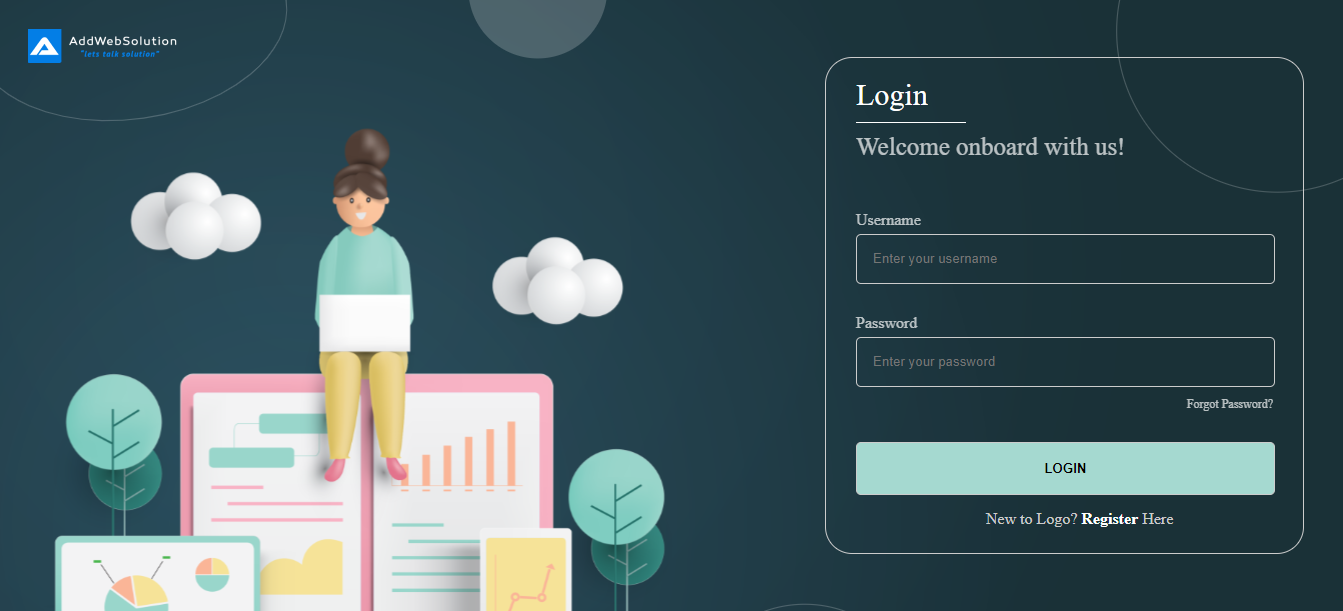 AddWebSolution
"lets talk solution"
Login
Welcome onboard with us!
Username
Enter your username
Password
Enter your password
Forgot Password?
LOGIN
New to Logo? Register Here